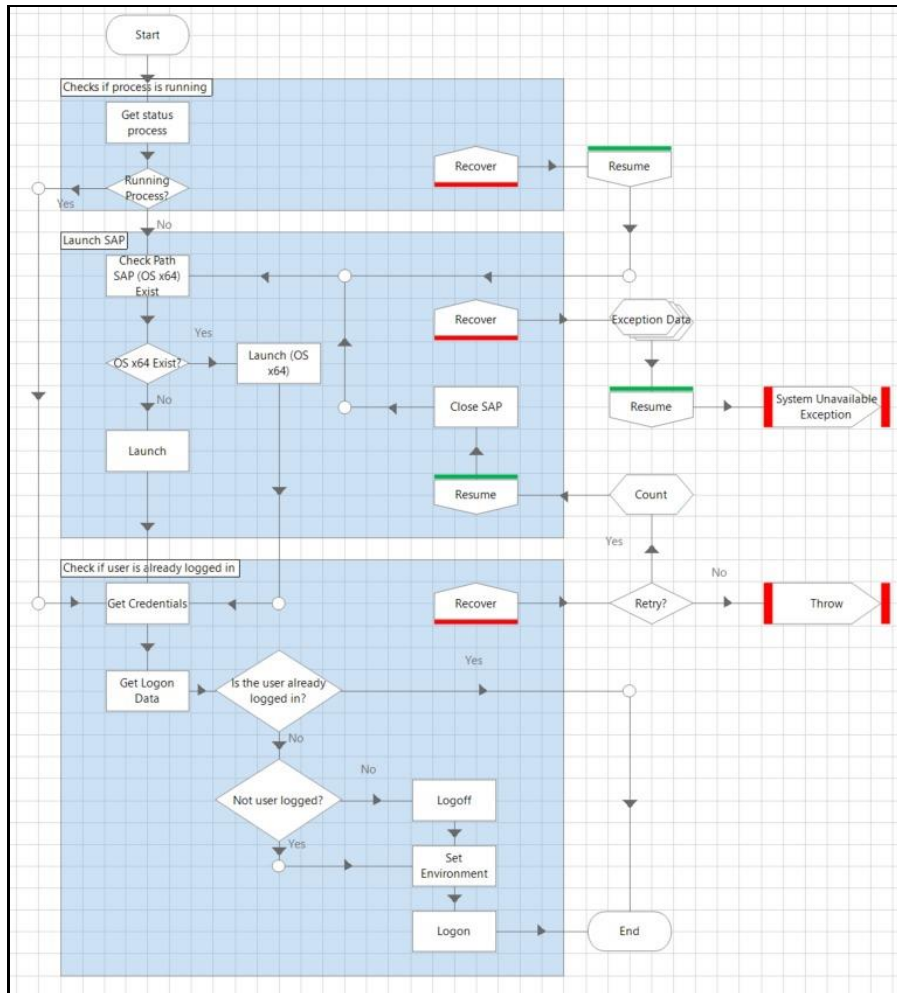 Start
Checks if process is running
Get status
process
Recover
Resume
Running
Process?
Yes
No
Launch SAP
Check Path
SAP (OS x64)
Exist
Recover
Exception Data
Yes
OS x64 Exist?
Launch (OS
x64)
No
Close SAP
Resume
System Unavailable
Exception
Launch
Resume
Count
Yes
Check if user is already logged in
No
Get Credentials
Recover
Retry?
Throw
Yes
Get Logon
Data
Is the user already
logged in?
No
No
Not user logged?
Logoff
Yes
Set
Environment
Logon
End